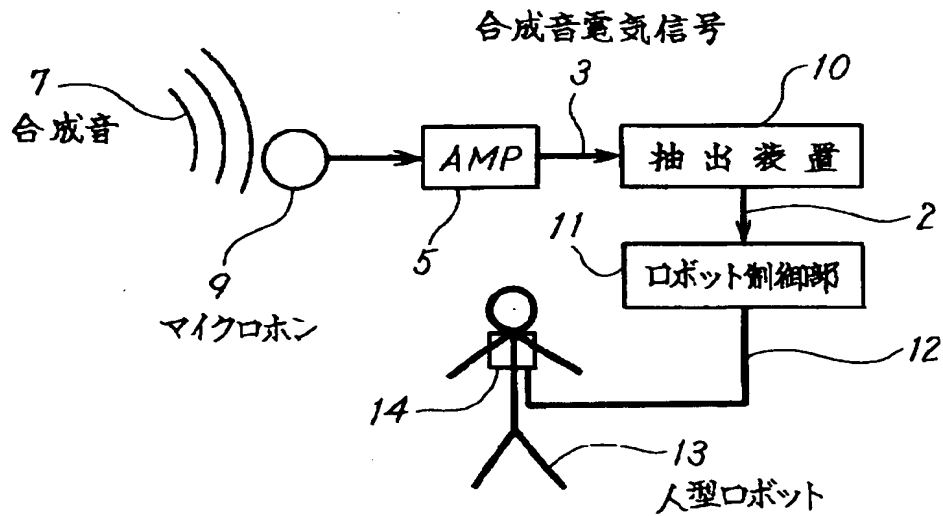 合成音電気信号
7
3
10
合成音
AMP
抽出装置
5
11
2
9
ロボット制御部
マイクロホン
12
14
13
人型ロボット